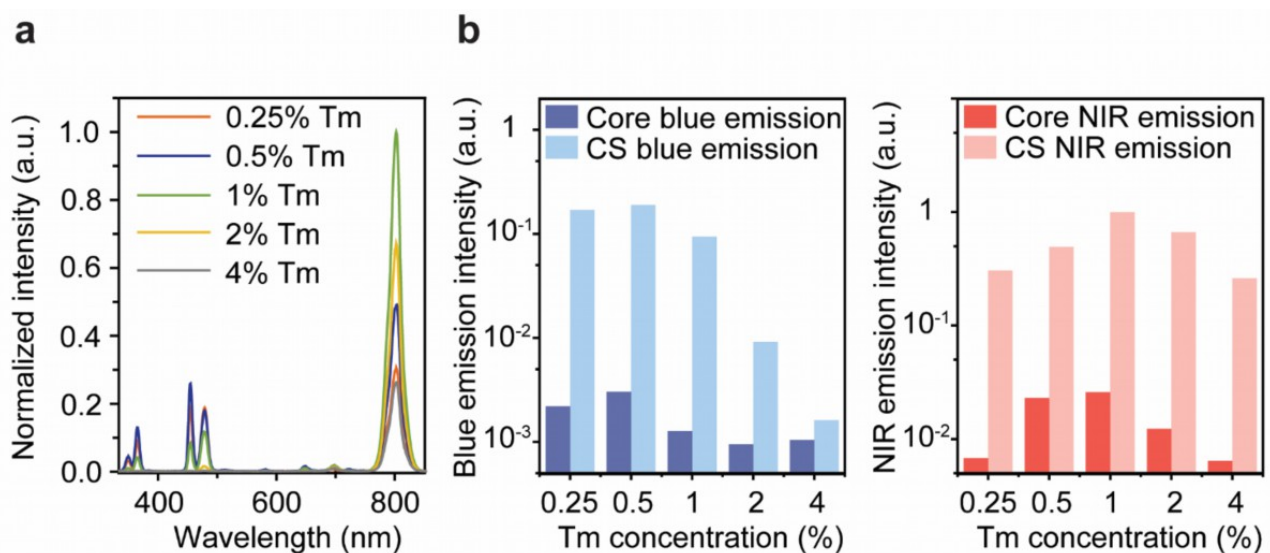 a
Normalized intensity (a.u.)
1.0
0.8
0.6
0.4
0.2
0.0
0.25% Tm
0.5% Tm
1% Tm
2% Tm
4% Tm
400
600
800
Wavelength (nm)
b
Blue emission intensity (a.u.)
1
10-1
10-2
10-3
Core blue emission
CS blue emission
0.25
0.5
1
2
4
Tm concentration (%)
NIR emission intensity (a.u.)
1
10-1
10-2
Core NIR emission
CS NIR emission
0.25
0.5
1
2
4
Tm concentration (%)